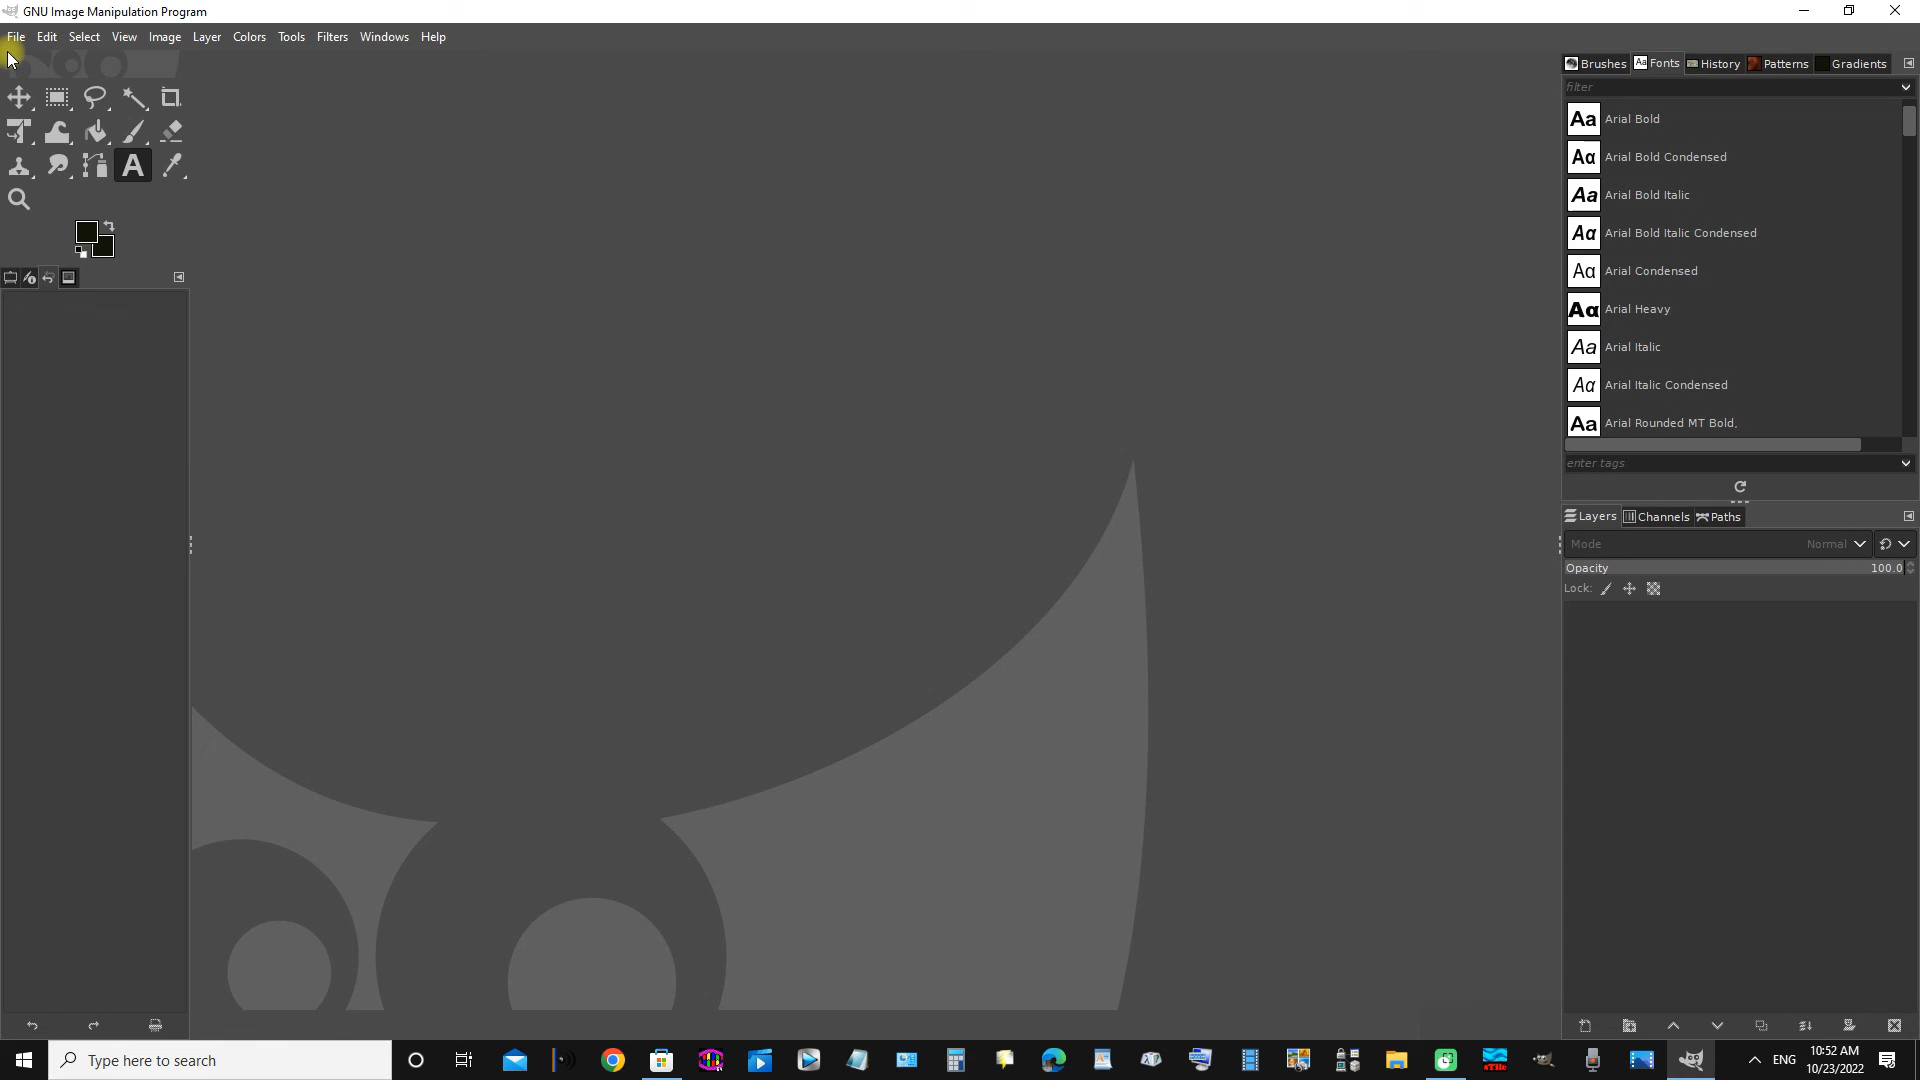 GNU Image Manipulation Program
File Edit Select View Image Layer Colors Tools Filters Windows Help
Brushes Aa Fonts History Patterns Gradients
filter
Aa Arial Bold
Aa Arial Bold Condensed
Aa Arial Bold Italic
Aa Arial Bold Italic Condensed
Aa Arial Condensed
Aa Arial Heavy
Aa Arial Italic
Aa Arial Italic Condensed
Aa Arial Rounded MT Bold,
enter tags
A
Layers Channels Paths
Mode Normal
Opacity 100.0
Lock:
Type here to search
ENG
10:52 AM
10/23/2022